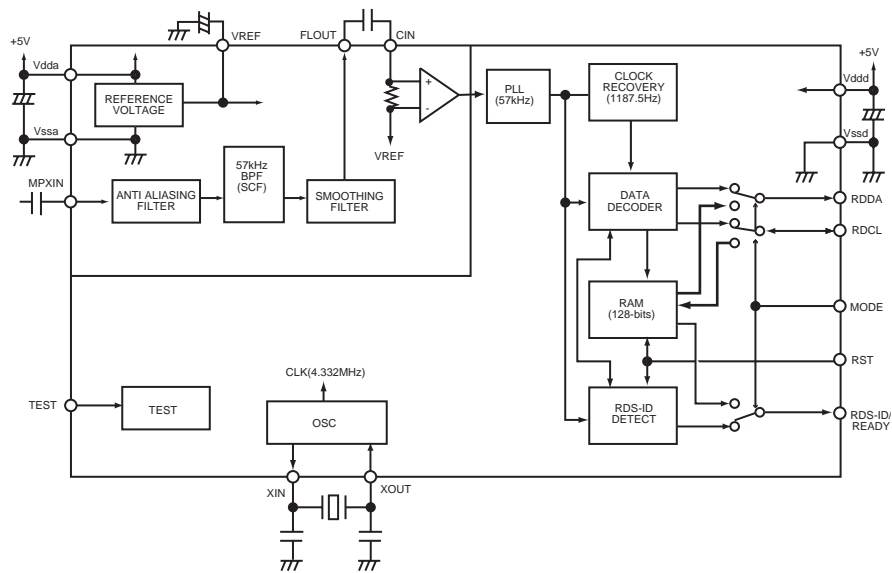 VREF
FLOUT
CIN
+5V
+5V
Vdda
REFERENCE
VOLTAGE
Vssa
+
-
VREF
PLL
(57kHz)
CLOCK
RECOVERY
(1187.5Hz)
Vddd
Vssd
MPXIN
ANTI ALIASING
FILTER
57kHz
BPF
(SCF)
SMOOTHING
FILTER
DATA
DECODER
RDDA
RDCL
RAM
(128-bits)
MODE
RST
CLK(4.332MHz)
TEST
TEST
OSC
RDS-ID
DETECT
RDS-ID/
READY
XIN
XOUT